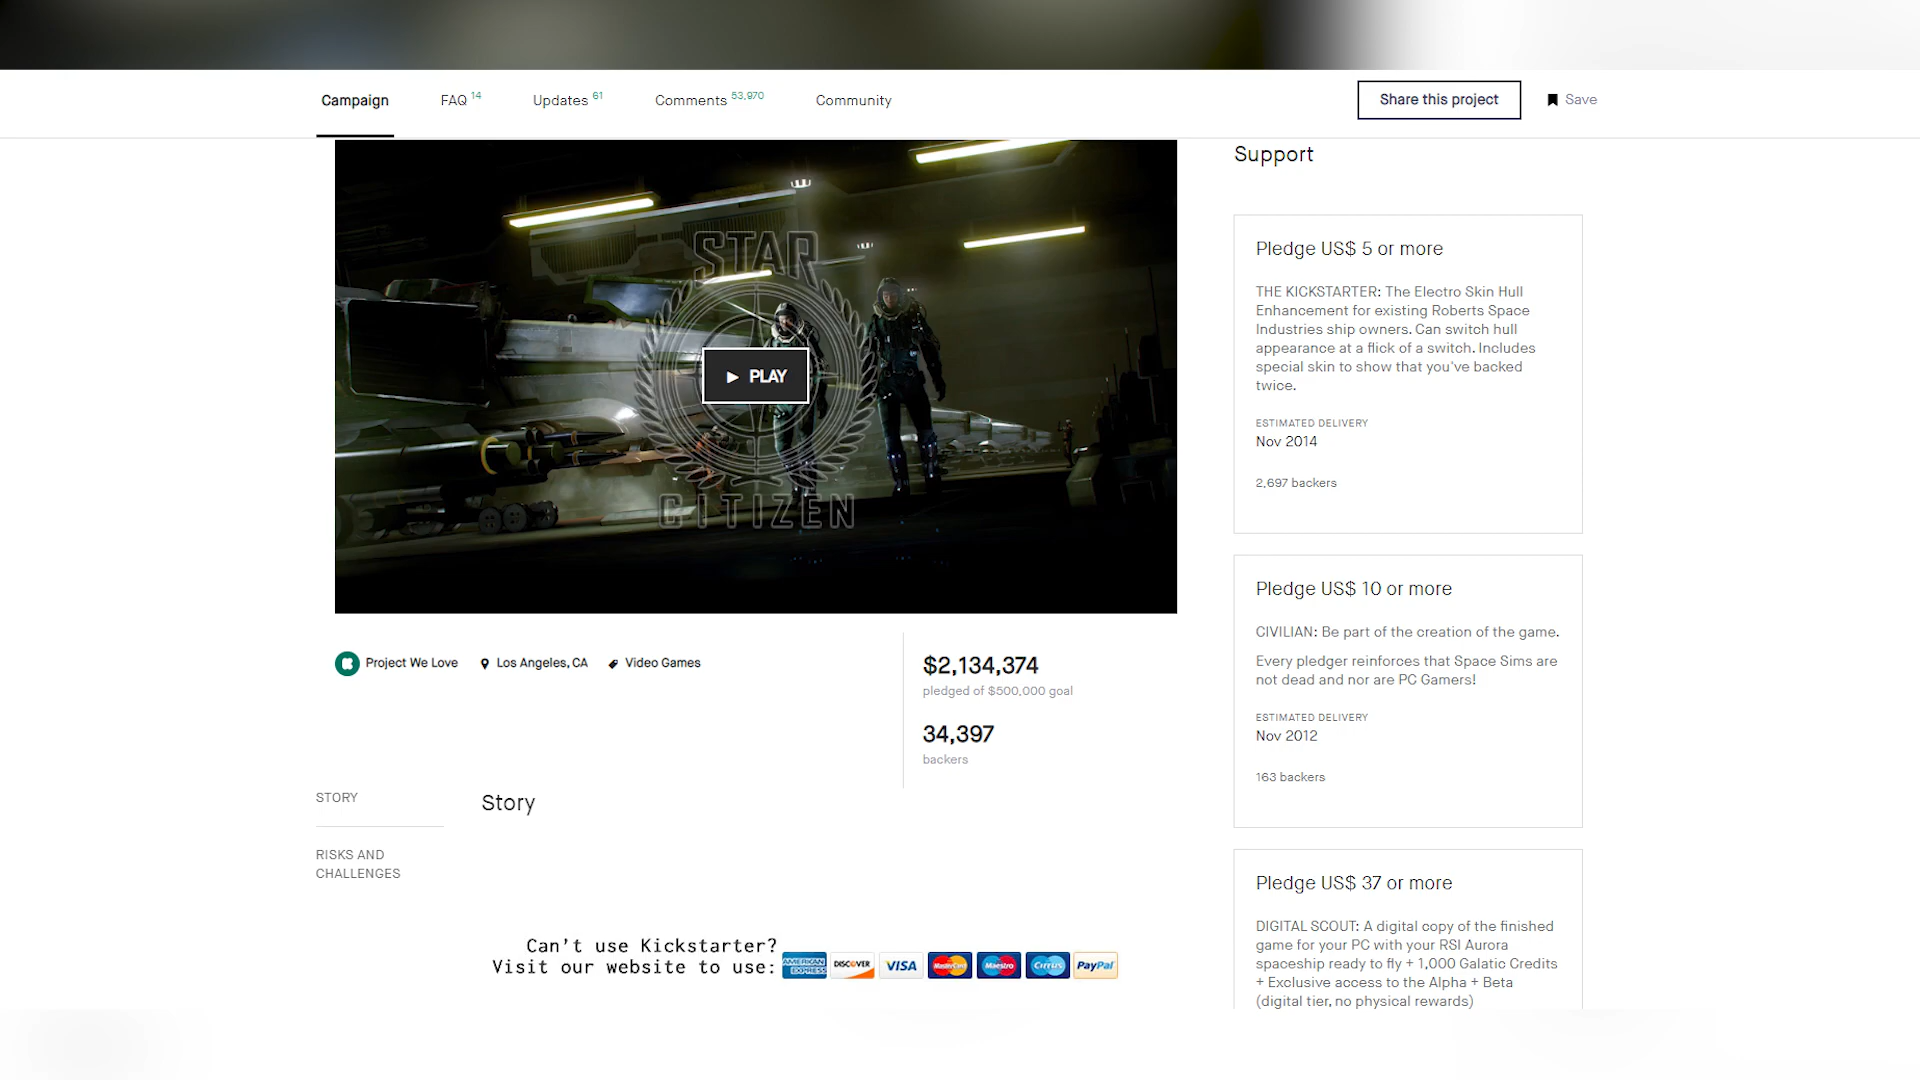 Campaign
FAQ 14
Updates 61
Comments 53,970
Community
Share this project
Save
STAR
CITIZEN
PLAY
Project We Love
Los Angeles, CA
Video Games
$2,134,374
pledged of $500,000 goal
34,397
backers
STORY
RISKS AND
CHALLENGES
Story
Can't use Kickstarter?
Visit our website to use:
AMERICAN
EXPRESS
DISCOVER
VISA
MasterCard
Maestro
Cirrus
PayPal
Support
Pledge US$ 5 or more
THE KICKSTARTER: The Electro Skin Hull
Enhancement for existing Roberts Space
Industries ship owners. Can switch hull
appearance at a flick of a switch. Includes
special skin to show that you've backed
twice.
ESTIMATED DELIVERY
Nov 2014
2,697 backers
Pledge US$ 10 or more
CIVILIAN: Be part of the creation of the game.
Every pledger reinforces that Space Sims are
not dead and nor are PC Gamers!
ESTIMATED DELIVERY
Nov 2012
163 backers
Pledge US$ 37 or more
DIGITAL SCOUT: A digital copy of the finished
game for your PC with your RSI Aurora
spaceship ready to fly + 1,000 Galatic Credits
+ Exclusive access to the Alpha + Beta
(digital tier, no physical rewards)